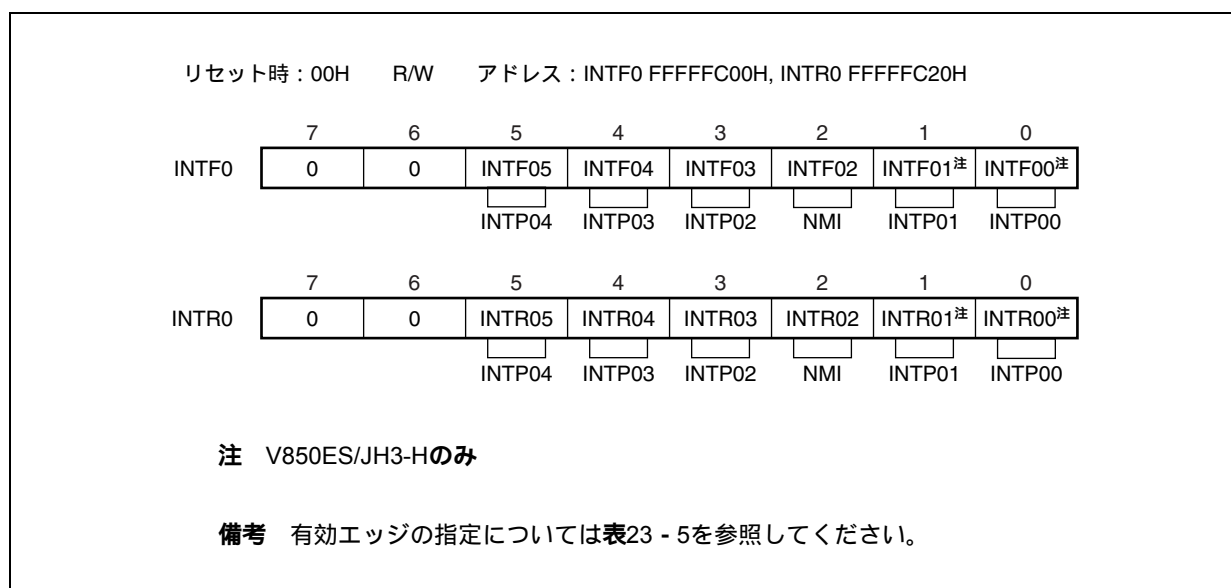 リセット時：00H R/W アドレス：INTF0 FFFFFC00H, INTR0 FFFFFC20H
7 6 5 4 3 2 1 0
INTF0 0 0 INTF05 INTF04 INTF03 INTF02 INTF01注 INTF00注
INTP04 INTP03 INTP02 NMI INTP01 INTP00
7 6 5 4 3 2 1 0
INTR0 0 0 INTR05 INTR04 INTR03 INTR02 INTR01注 INTR00注
INTP04 INTP03 INTP02 NMI INTP01 INTP00
注 V850ES/JH3-Hのみ
備考 有効エッジの指定については表23 - 5を参照してください。